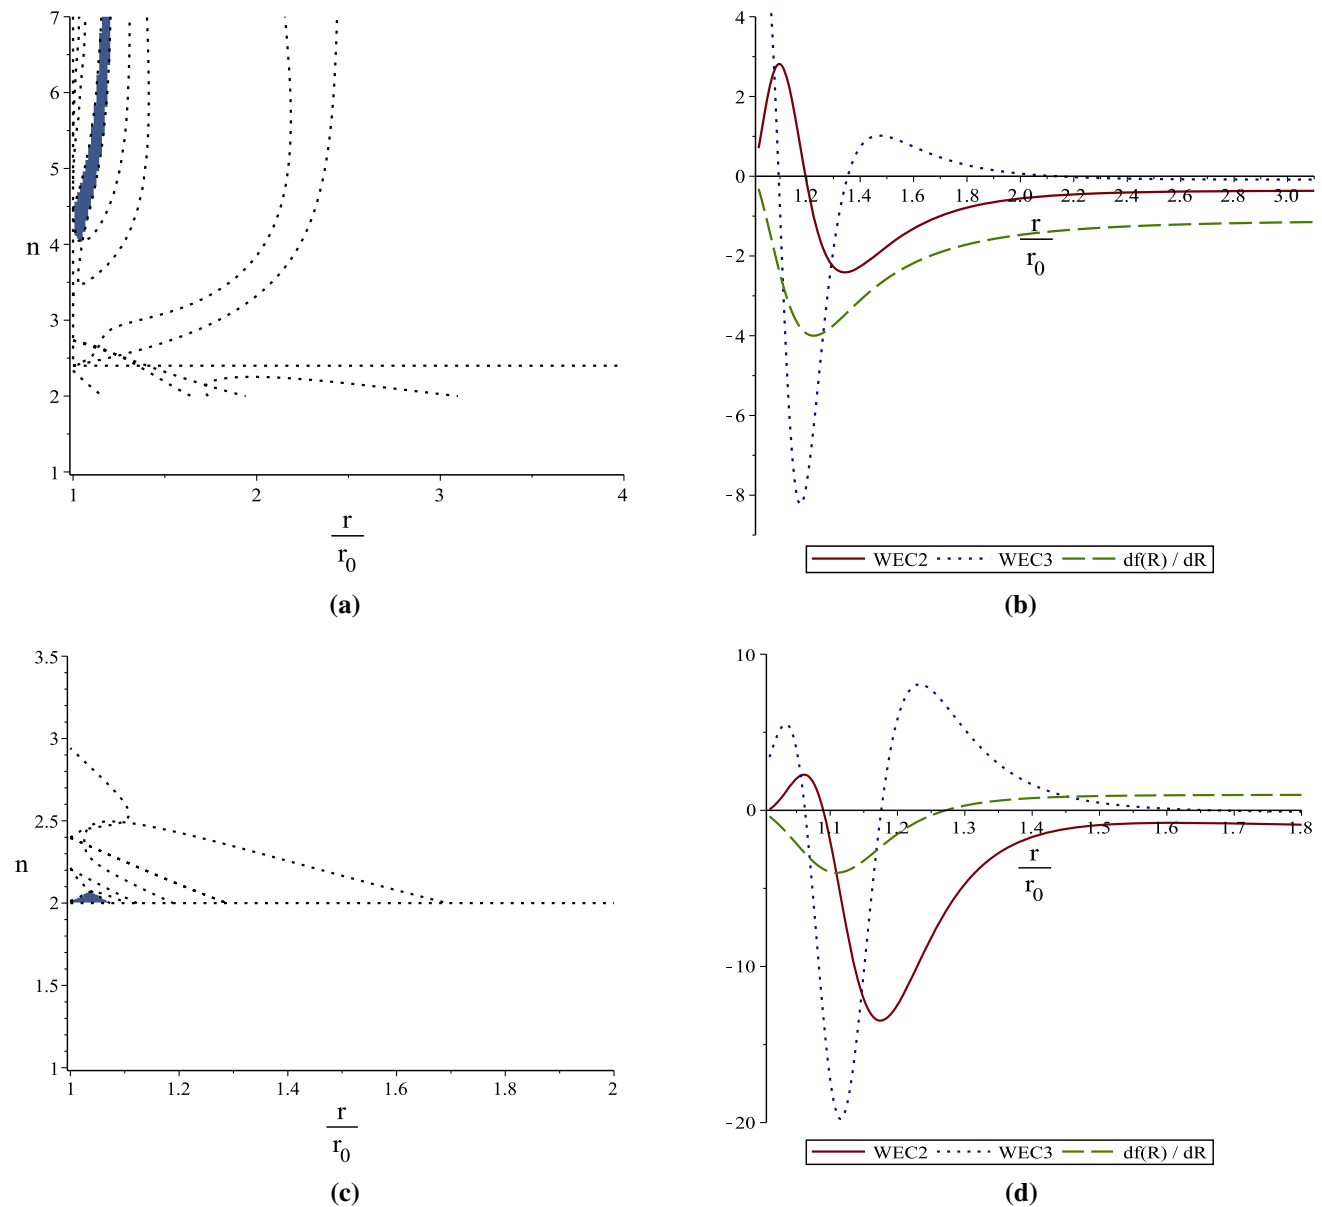 7
6
5
4
n
3
2
1
1 2 3 4
r
r0
(a)
4
2
0
1.2 1.4 1.6 1.8 2.0 2.2 2.4 2.6 2.8 3.0
r
r0
-2
-4
-6
-8
WEC2 WEC3 df(R) / dR
(b)
3.5
3
2.5
n
2
1.5
1
1 1.2 1.4 1.6 1.8 2
r
r0
(c)
10
0
1.1 1.2 1.3 1.4 1.5 1.6 1.7 1.8
r
r0
-10
-20
WEC2 WEC3 df(R) / dR
(d)